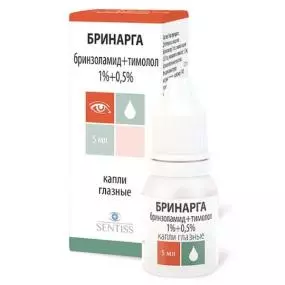 БРИНАРГА
бринзоламид+тимолол
1%+0,5%
5 мл
капли
глазные
SENTISS
БРИНАРГА
бринзоламид+тимолол
1%+0,5%
капли глазные
5 мл